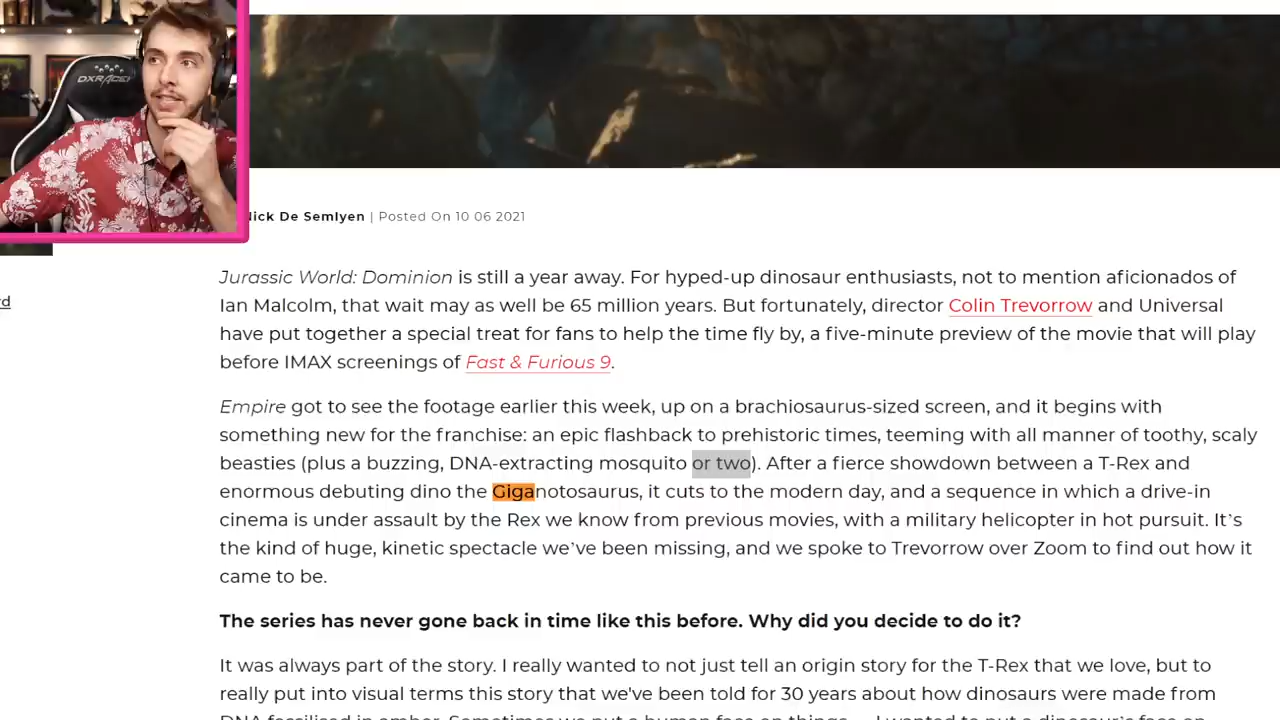 DXRACER
Nick De Semlyen | Posted On 10 06 2021
Jurassic World: Dominion is still a year away. For hyped-up dinosaur enthusiasts, not to mention aficionados of
Ian Malcolm, that wait may as well be 65 million years. But fortunately, director Colin Trevorrow and Universal
have put together a special treat for fans to help the time fly by, a five-minute preview of the movie that will play
before IMAX screenings of Fast & Furious 9.
Empire got to see the footage earlier this week, up on a brachiosaurus-sized screen, and it begins with
something new for the franchise: an epic flashback to prehistoric times, teeming with all manner of toothy, scaly
beasties (plus a buzzing, DNA-extracting mosquito or two). After a fierce showdown between a T-Rex and
enormous debuting dino the Giganotosaurus, it cuts to the modern day, and a sequence in which a drive-in
cinema is under assault by the Rex we know from previous movies, with a military helicopter in hot pursuit. It's
the kind of huge, kinetic spectacle we've been missing, and we spoke to Trevorrow over Zoom to find out how it
came to be.
The series has never gone back in time like this before. Why did you decide to do it?
It was always part of the story. I really wanted to not just tell an origin story for the T-Rex that we love, but to
really put into visual terms this story that we've been told for 30 years about how dinosaurs were made from
DNA fossilised in amber. Sometimes we put a human face on things — I wanted to put a dinosaur's face on